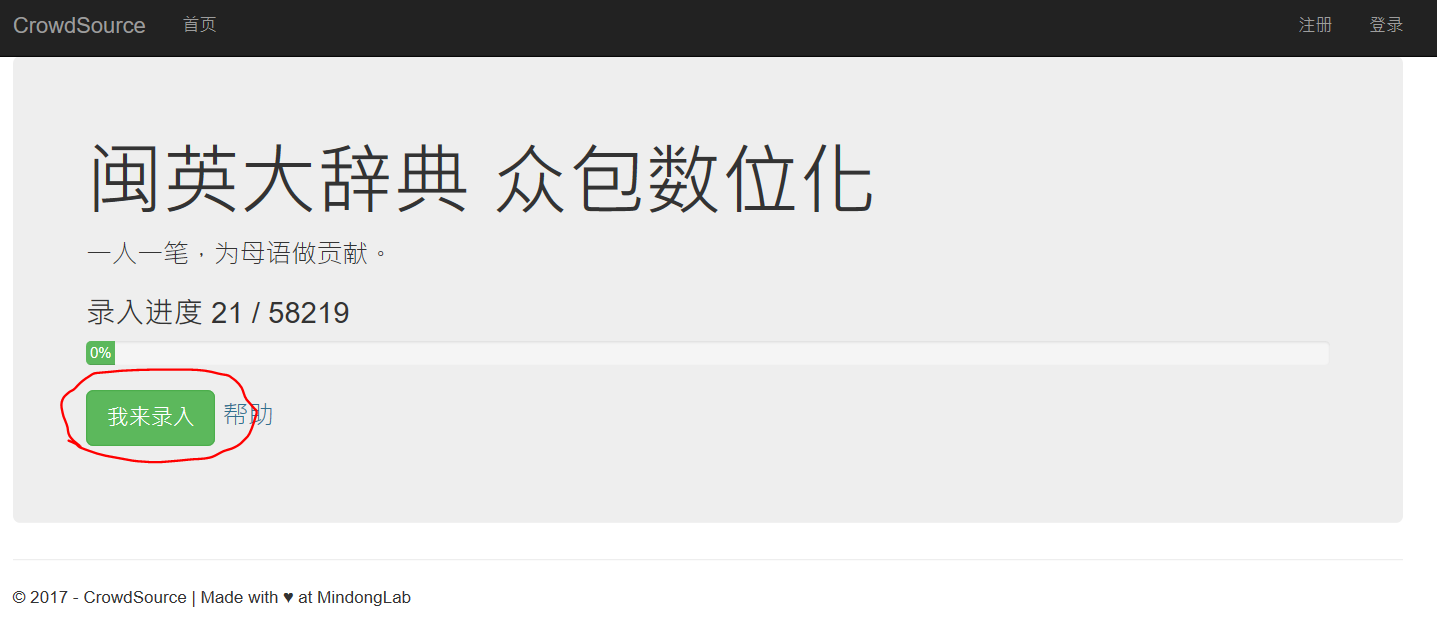 CrowdSource 首页 注册 登录
闽英大辞典 众包数位化
一人一笔，为母语做贡献。
录入进度 21 / 58219
0%
我来录入 帮助
© 2017 - CrowdSource | Made with ♥ at MindongLab